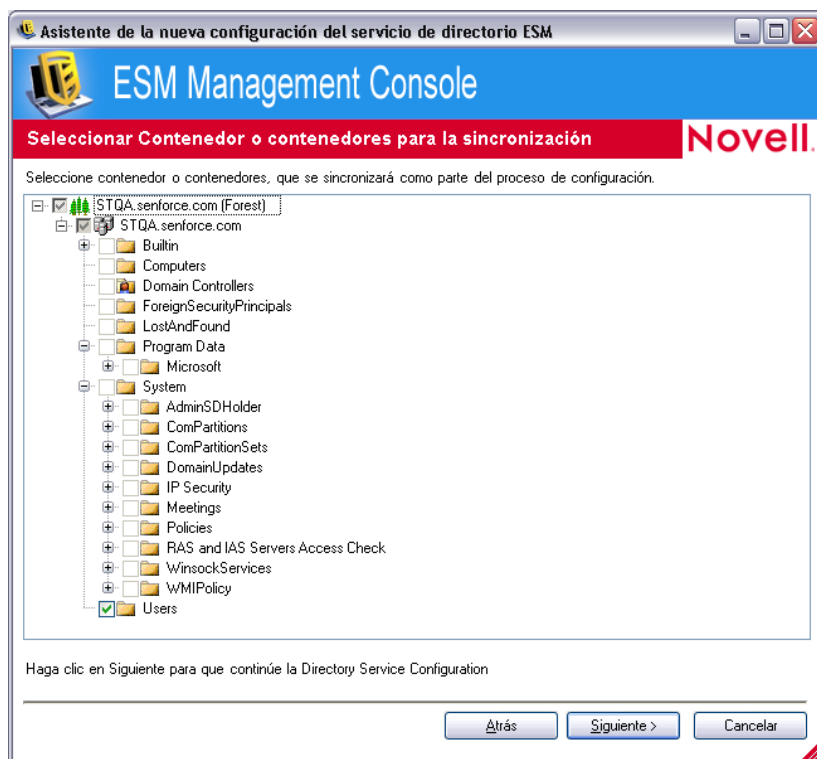 Asistente de la nueva configuración del servicio de directorio ESM
ESM Management Console
Seleccionar Contenedor o contenedores para la sincronización
Novell.
Seleccione contenedor o contenedores, que se sincronizará como parte del proceso de configuración.
STQA.senforce.com (Forest)
STQA.senforce.com
Builtin
Computers
Domain Controllers
ForeignSecurityPrincipals
LostAndFound
Program Data
Microsoft
System
AdminSDHolder
ComPartitions
ComPartitionSets
DomainUpdates
IP Security
Meetings
Policies
RAS and IAS Servers Access Check
WinsockServices
WMIPolicy
Users
Haga clic en Siguiente para que continúe la Directory Service Configuration
Atrás
Siguiente >
Cancelar